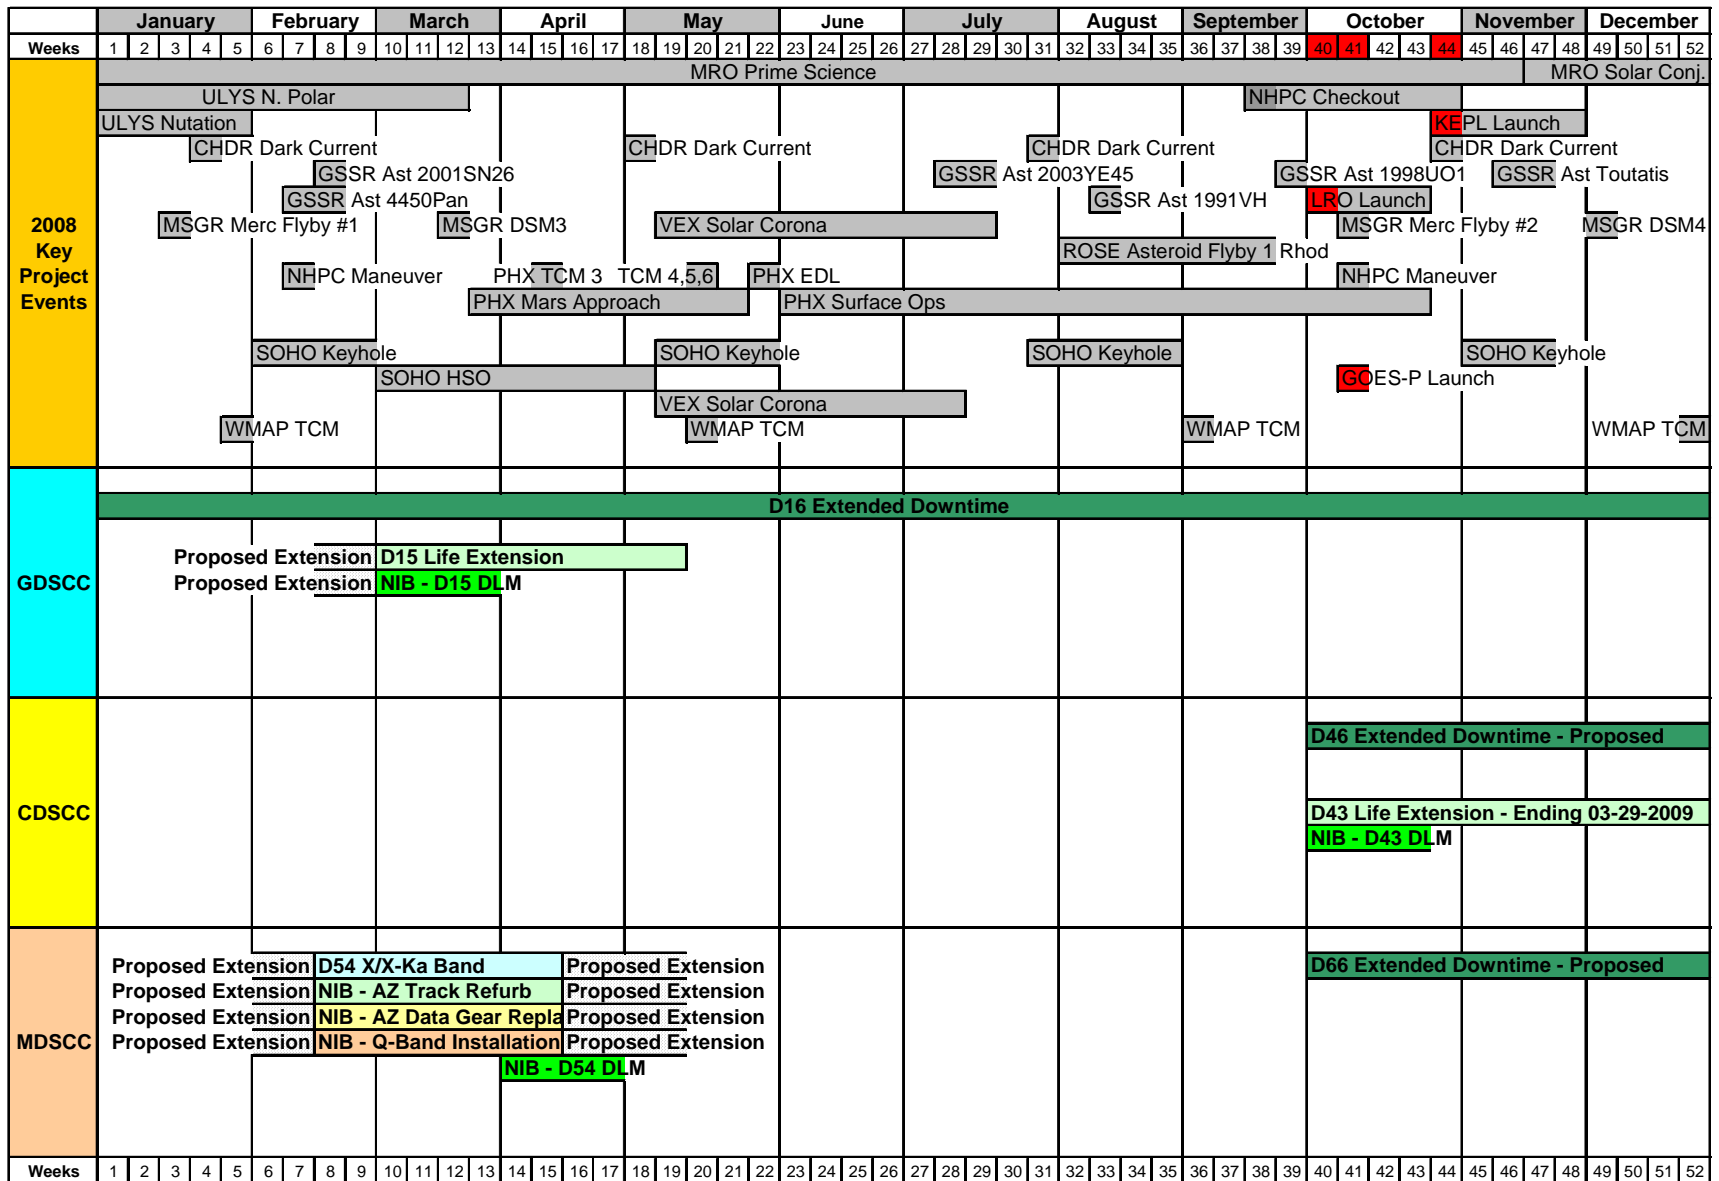 January February March April May June July August September October November December
Weeks 1 2 3 4 5 6 7 8 9 10 11 12 13 14 15 16 17 18 19 20 21 22 23 24 25 26 27 28 29 30 31 32 33 34 35 36 37 38 39 40 41 42 43 44 45 46 47 48 49 50 51 52
MRO Prime Science MRO Solar Conj.
ULYS N. Polar NHPC Checkout
ULYS Nutation KEPL Launch
CHDR Dark Current CHDR Dark Current CHDR Dark Current CHDR Dark Current
GSSR Ast 2001SN26 GSSR Ast 2003YE45 GSSR Ast 1998UO1 GSSR Ast Toutatis
GSSR Ast 4450Pan GSSR Ast 1991VH LRO Launch
2008
Key
Project
Events
MSGR Merc Flyby #1 MSGR DSM3 VEX Solar Corona MSGR Merc Flyby #2 MSGR DSM4
ROSE Asteroid Flyby 1 Rhod
NHPC Maneuver PHX TCM 3 TCM 4,5,6 PHX EDL NHPC Maneuver
PHX Mars Approach PHX Surface Ops
SOHO Keyhole SOHO Keyhole SOHO Keyhole SOHO Keyhole
SOHO HSO GOES-P Launch
VEX Solar Corona
WMAP TCM WMAP TCM WMAP TCM WMAP TCM
GDSCC
D16 Extended Downtime
Proposed Extension D15 Life Extension
Proposed Extension NIB - D15 DLM
CDSCC
D46 Extended Downtime - Proposed
D43 Life Extension - Ending 03-29-2009
NIB - D43 DLM
MDSCC
Proposed Extension D54 X/X-Ka Band Proposed Extension D66 Extended Downtime - Proposed
Proposed Extension NIB - AZ Track Refurb Proposed Extension
Proposed Extension NIB - AZ Data Gear Repla Proposed Extension
Proposed Extension NIB - Q-Band Installation Proposed Extension
NIB - D54 DLM
Weeks 1 2 3 4 5 6 7 8 9 10 11 12 13 14 15 16 17 18 19 20 21 22 23 24 25 26 27 28 29 30 31 32 33 34 35 36 37 38 39 40 41 42 43 44 45 46 47 48 49 50 51 52